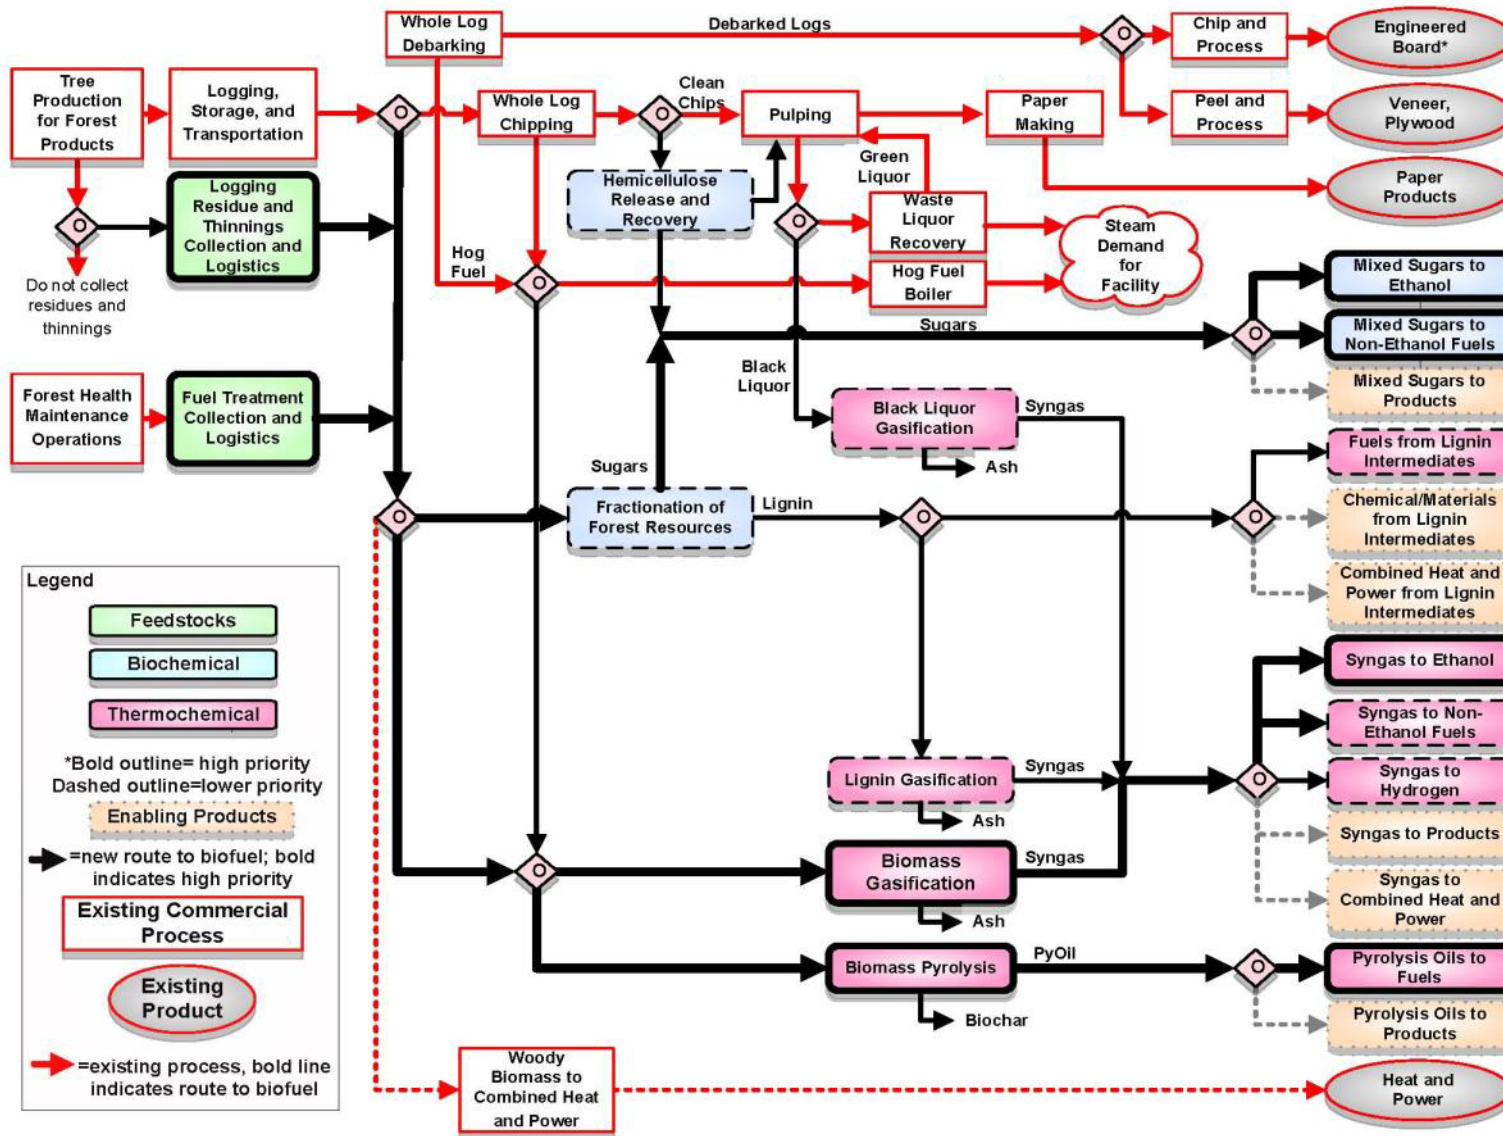 Whole Log
Debarking
Debarked Logs
O
Chip and
Process
Engineered
Board*
Tree
Production
for Forest
Products
Logging,
Storage, and
Transportation
O
Whole Log
Chipping
O
Clean
Chips
Pulping
Paper
Making
Peel and
Process
Veneer,
Plywood
Green
Liquor
Paper
Products
O
Logging
Residue and
Thinnings
Collection and
Logistics
Hemicellulose
Release and
Recovery
O
Waste
Liquor
Recovery
Steam
Demand
for
Facility
Do not collect
residues and
thinnings
Hog
Fuel
O
Hog Fuel
Boiler
Mixed Sugars to
Ethanol
Sugars
O
Mixed Sugars to
Non-Ethanol Fuels
Black
Liquor
Mixed Sugars to
Products
Forest Health
Maintenance
Operations
Fuel Treatment
Collection and
Logistics
Black Liquor
Gasification
Syngas
Ash
Fuels from Lignin
Intermediates
Sugars
O
Fractionation of
Forest Resources
Lignin
O
O
Chemical/Materials
from Lignin
Intermediates
Combined Heat and
Power from Lignin
Intermediates
Legend
Feedstocks
Biochemical
Thermochemical
*Bold outline= high priority
Dashed outline=lower priority
Enabling Products
=new route to biofuel; bold
indicates high priority
Existing Commercial
Process
Existing
Product
=existing process, bold line
indicates route to biofuel
Syngas to Ethanol
Syngas to Non-
Ethanol Fuels
Lignin Gasification
Syngas
O
Syngas to
Hydrogen
Ash
Syngas to Products
O
Biomass
Gasification
Syngas
Ash
Syngas to
Combined Heat and
Power
Biomass Pyrolysis
PyOil
O
Pyrolysis Oils to
Fuels
Biochar
Pyrolysis Oils to
Products
Woody
Biomass to
Combined Heat
and Power
Heat and
Power